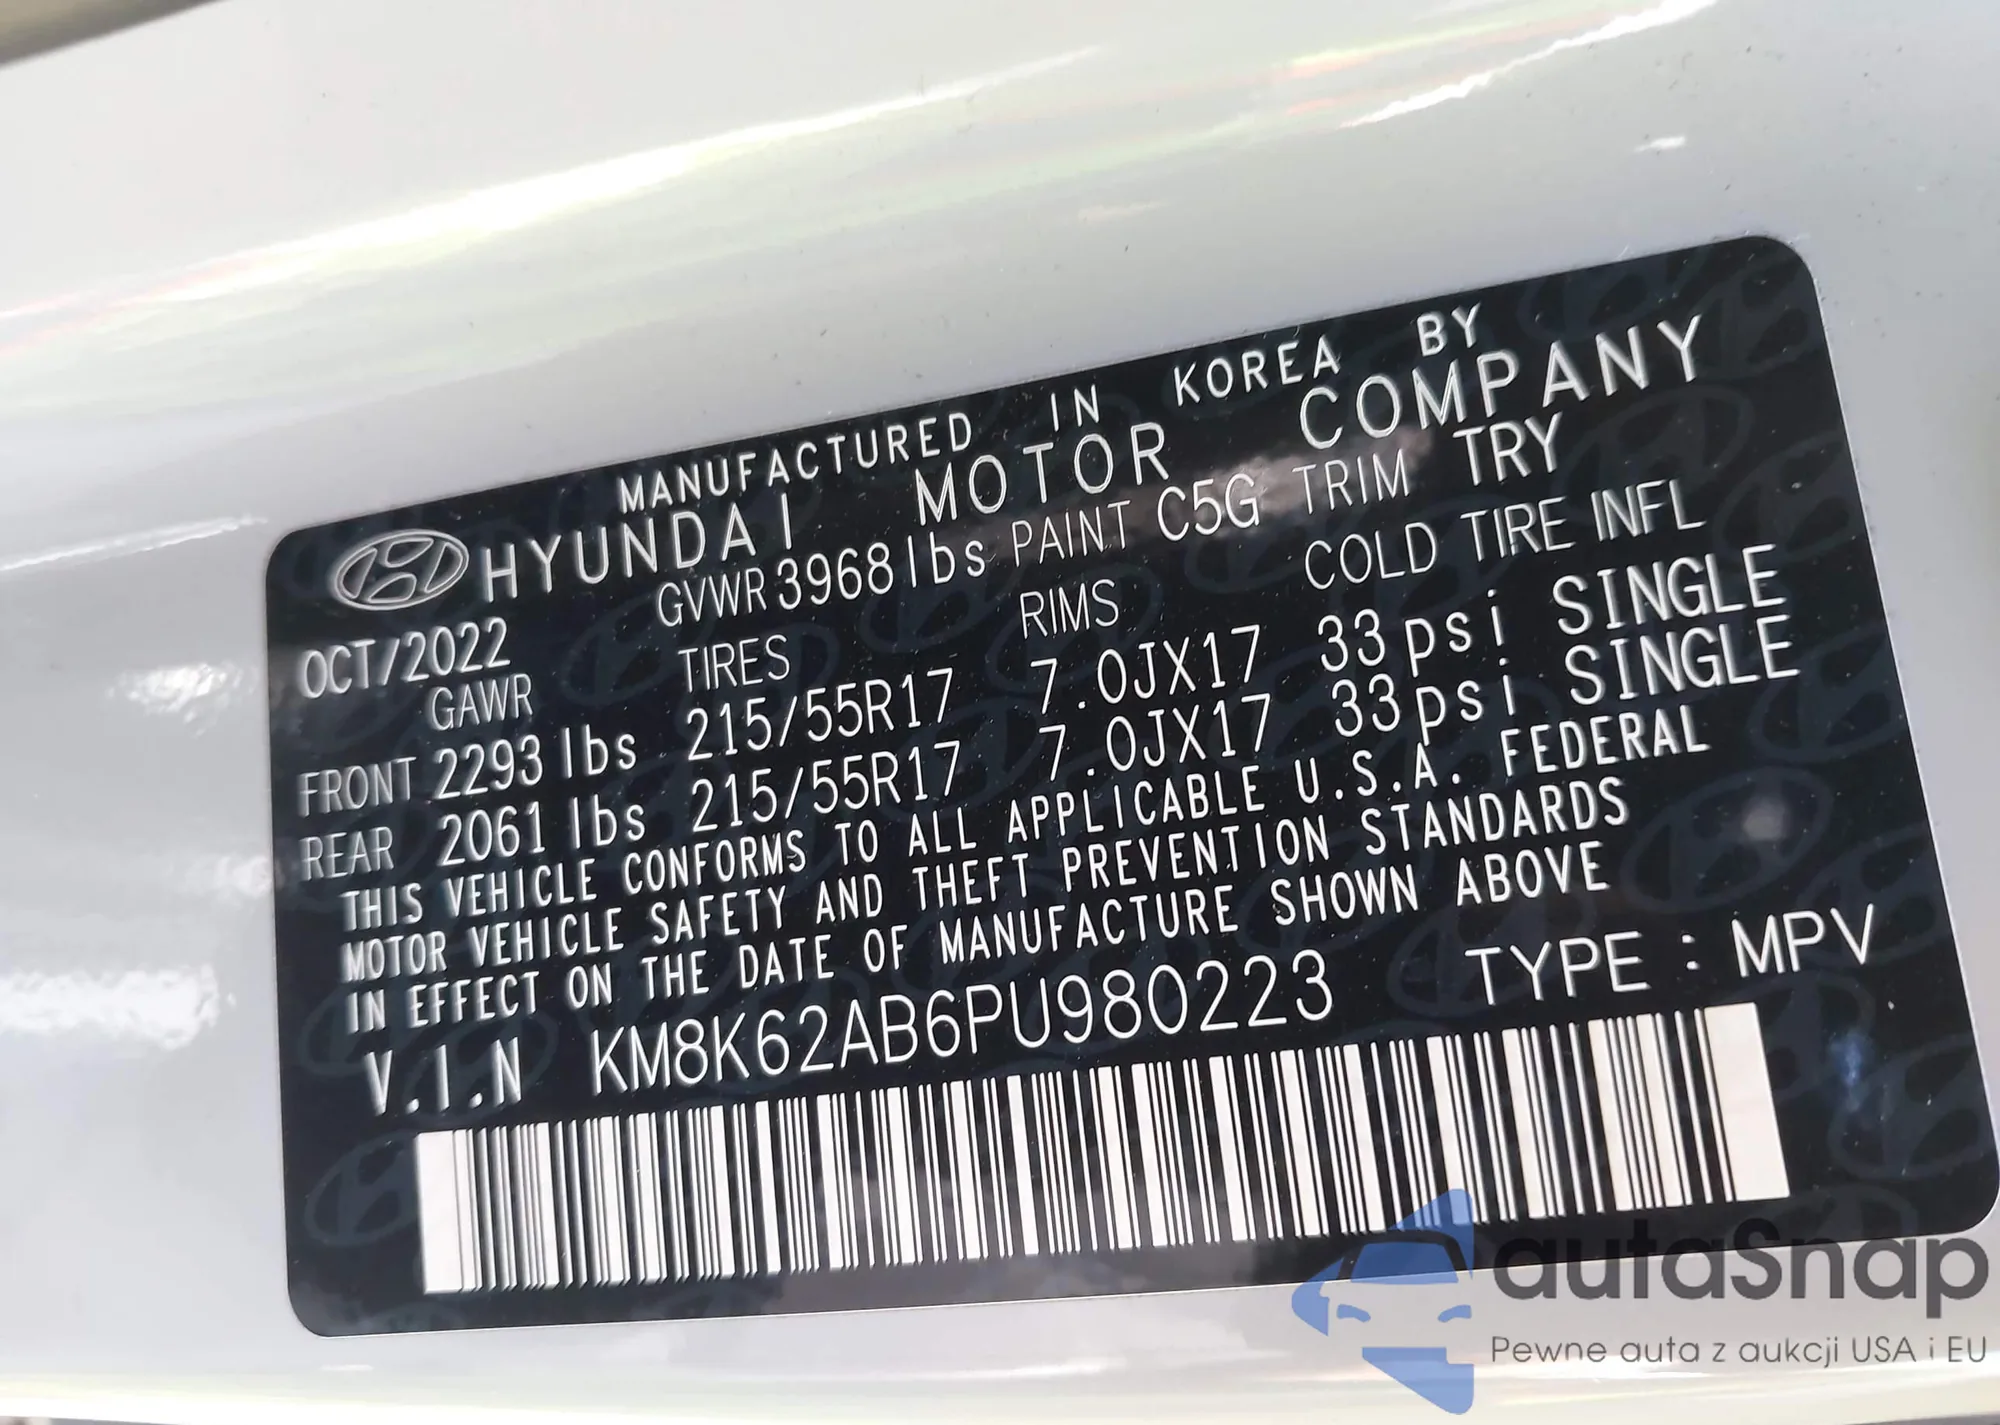 MANUFACTURED IN KOREA BY
HYUNDAI MOTOR COMPANY
OCT/2022 GVWR 3968 lbs PAINT C5G TRIM TRY
GAWR TIRES RIMS COLD TIRE INFL
FRONT 2293 lbs 215/55R17 7.0JX17 33 psi SINGLE
REAR 2061 lbs 215/55R17 7.0JX17 33 psi SINGLE
THIS VEHICLE CONFORMS TO ALL APPLICABLE U.S.A. FEDERAL
MOTOR VEHICLE SAFETY AND THEFT PREVENTION STANDARDS
IN EFFECT ON THE DATE OF MANUFACTURE SHOWN ABOVE
V.I.N KM8K62AB6PU980223 TYPE : MPV
autaSnap
Pewne auta z aukcji USA i EU